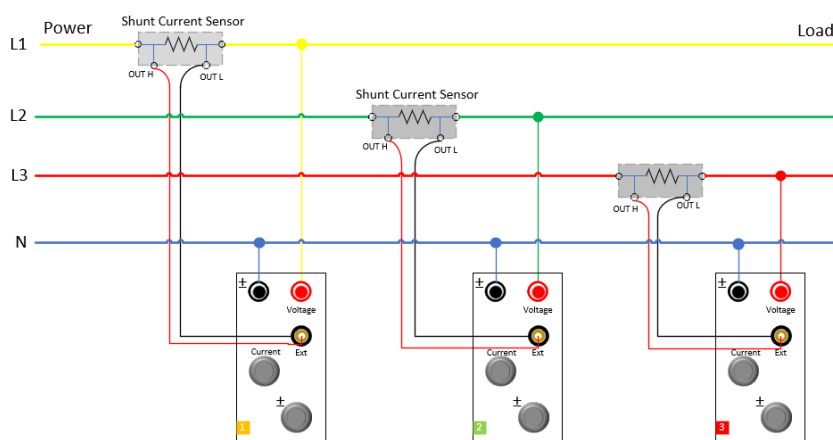 Shunt Current Sensor
Power
Load
L1
OUT H
OUT L
Shunt Current Sensor
L2
OUT H
OUT L
L3
OUT H
OUT L
N
±
Voltage
Current
Ext
±
1
±
Voltage
Current
Ext
±
2
±
Voltage
Current
Ext
±
3